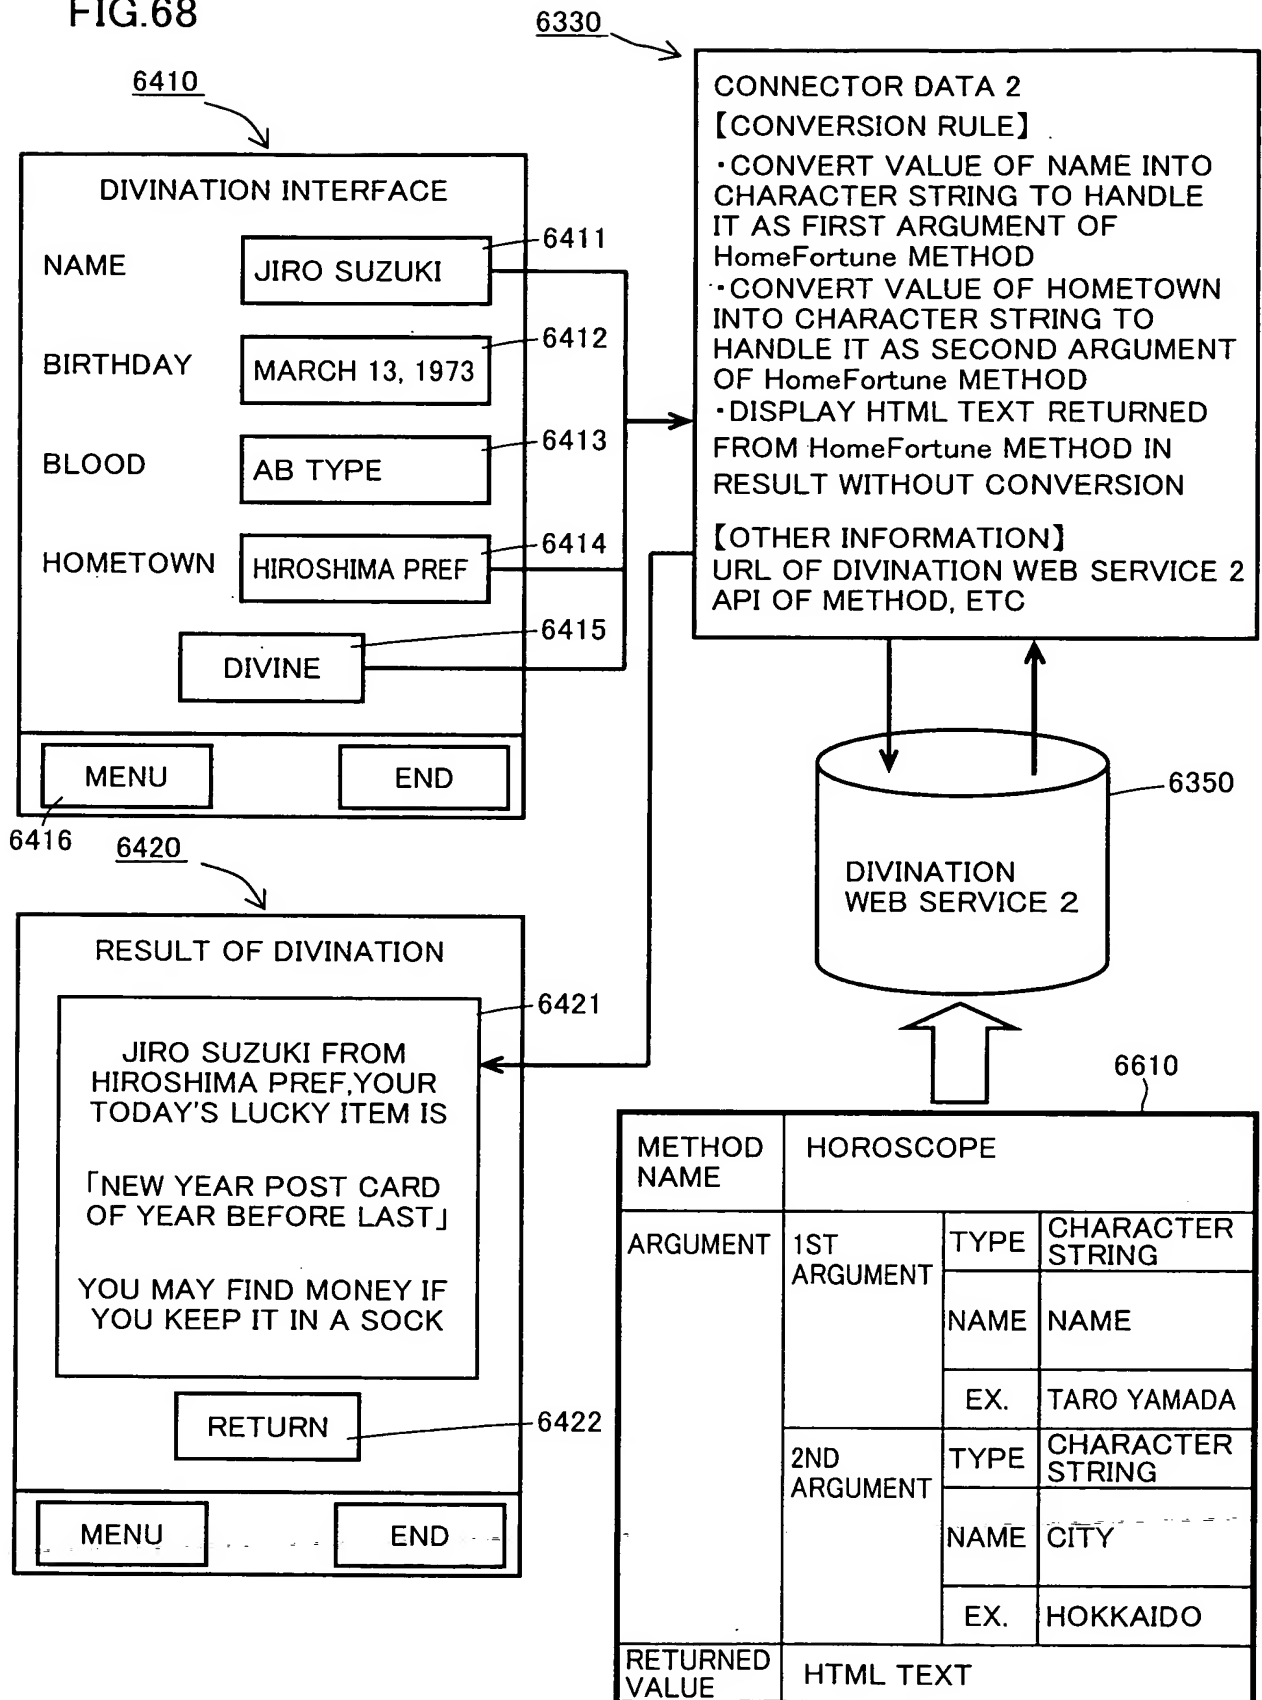 FIG.68
6330
6410
DIVINATION INTERFACE
NAME
JIRO SUZUKI
6411
BIRTHDAY
MARCH 13, 1973
6412
BLOOD
AB TYPE
6413
HOMETOWN
HIROSHIMA PREF
6414
DIVINE
6415
MENU
END
6416
CONNECTOR DATA 2
【CONVERSION RULE】
・CONVERT VALUE OF NAME INTO
CHARACTER STRING TO HANDLE
IT AS FIRST ARGUMENT OF
HomeFortune METHOD
・CONVERT VALUE OF HOMETOWN
INTO CHARACTER STRING TO
HANDLE IT AS SECOND ARGUMENT
OF HomeFortune METHOD
・DISPLAY HTML TEXT RETURNED
FROM HomeFortune METHOD IN
RESULT WITHOUT CONVERSION
【OTHER INFORMATION】
URL OF DIVINATION WEB SERVICE 2
API OF METHOD, ETC
6350
DIVINATION
WEB SERVICE 2
6420
RESULT OF DIVINATION
6421
JIRO SUZUKI FROM
HIROSHIMA PREF,YOUR
TODAY'S LUCKY ITEM IS
「NEW YEAR POST CARD
OF YEAR BEFORE LAST」
YOU MAY FIND MONEY IF
YOU KEEP IT IN A SOCK
RETURN
6422
MENU
END
6610
METHOD
NAME
HOROSCOPE
ARGUMENT
1ST
ARGUMENT
TYPE
CHARACTER
STRING
NAME
NAME
EX.
TARO YAMADA
2ND
ARGUMENT
TYPE
CHARACTER
STRING
NAME
CITY
EX.
HOKKAIDO
RETURNED
VALUE
HTML TEXT